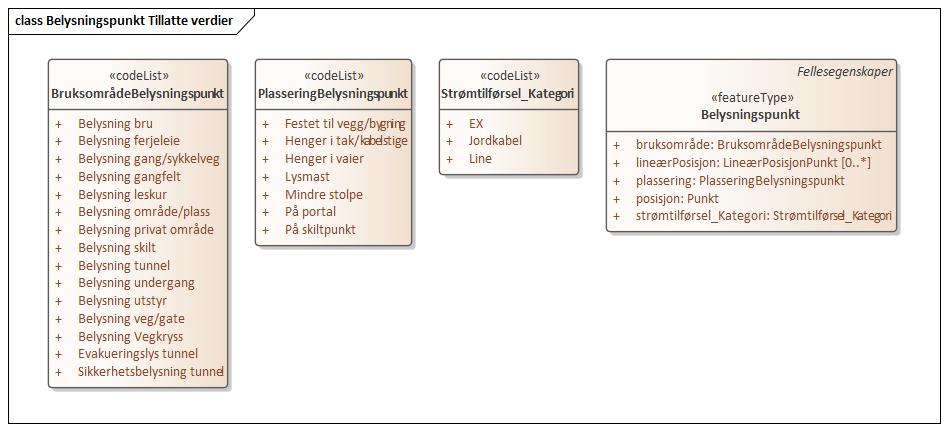 class Belysningspunkt Tillatte verdier
«codeList»
BruksområdeBelysningspunkt
+ Belysning bru
+ Belysning ferjeleie
+ Belysning gang/sykkelveg
+ Belysning gangfelt
+ Belysning leskur
+ Belysning område/plass
+ Belysning privat område
+ Belysning skilt
+ Belysning tunnel
+ Belysning undergang
+ Belysning utstyr
+ Belysning veg/gate
+ Belysning Vegkryss
+ Evakueringslys tunnel
+ Sikkerhetsbelysning tunnel
«codeList»
PlasseringBelysningspunkt
+ Festet til vegg/bygning
+ Henger i tak/kabelstige
+ Henger i vaier
+ Lysmast
+ Mindre stolpe
+ På portal
+ På skiltpunkt
«codeList»
Strømtilførsel_Kategori
+ EX
+ Jordkabel
+ Line
Fellesegenskaper
«featureType»
Belysningspunkt
+ bruksområde: BruksområdeBelysningspunkt
+ lineærPosisjon: LineærPosisjonPunkt [0..*]
+ plassering: PlasseringBelysningspunkt
+ posisjon: Punkt
+ strømtilførsel_Kategori: Strømtilførsel_Kategori